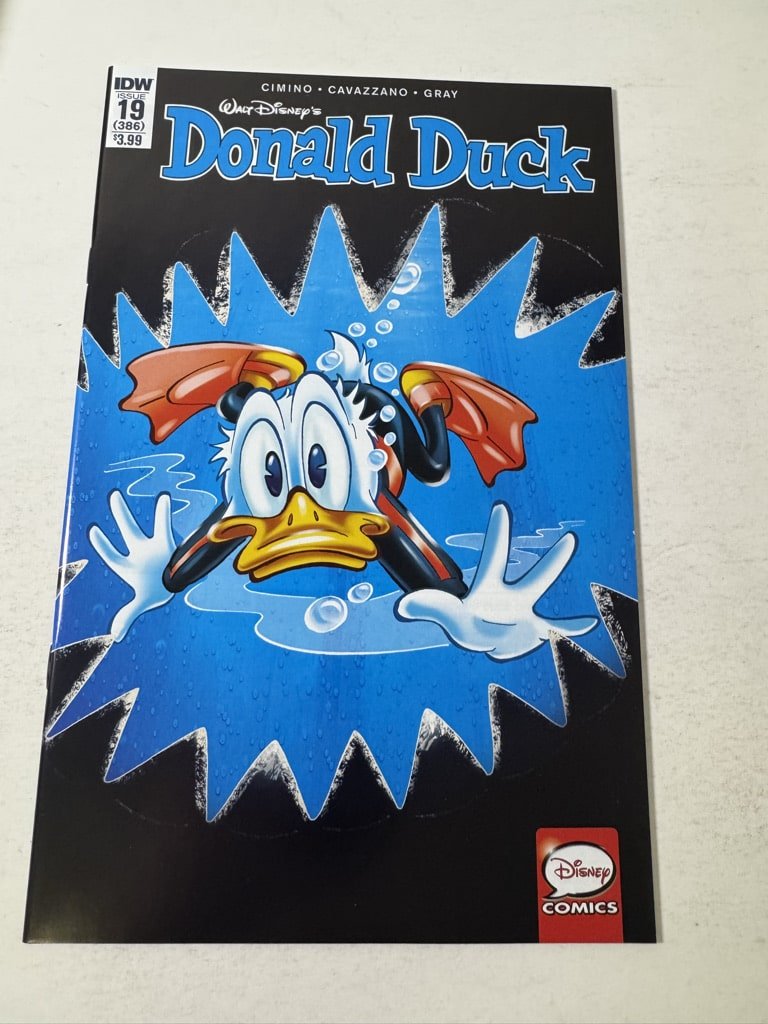 IDW
ISSUE
19
(386)
$3.99
CIMINO • CAVAZZANO • GRAY
WALT DISNEY'S
Donald Duck
DISNEY
COMICS